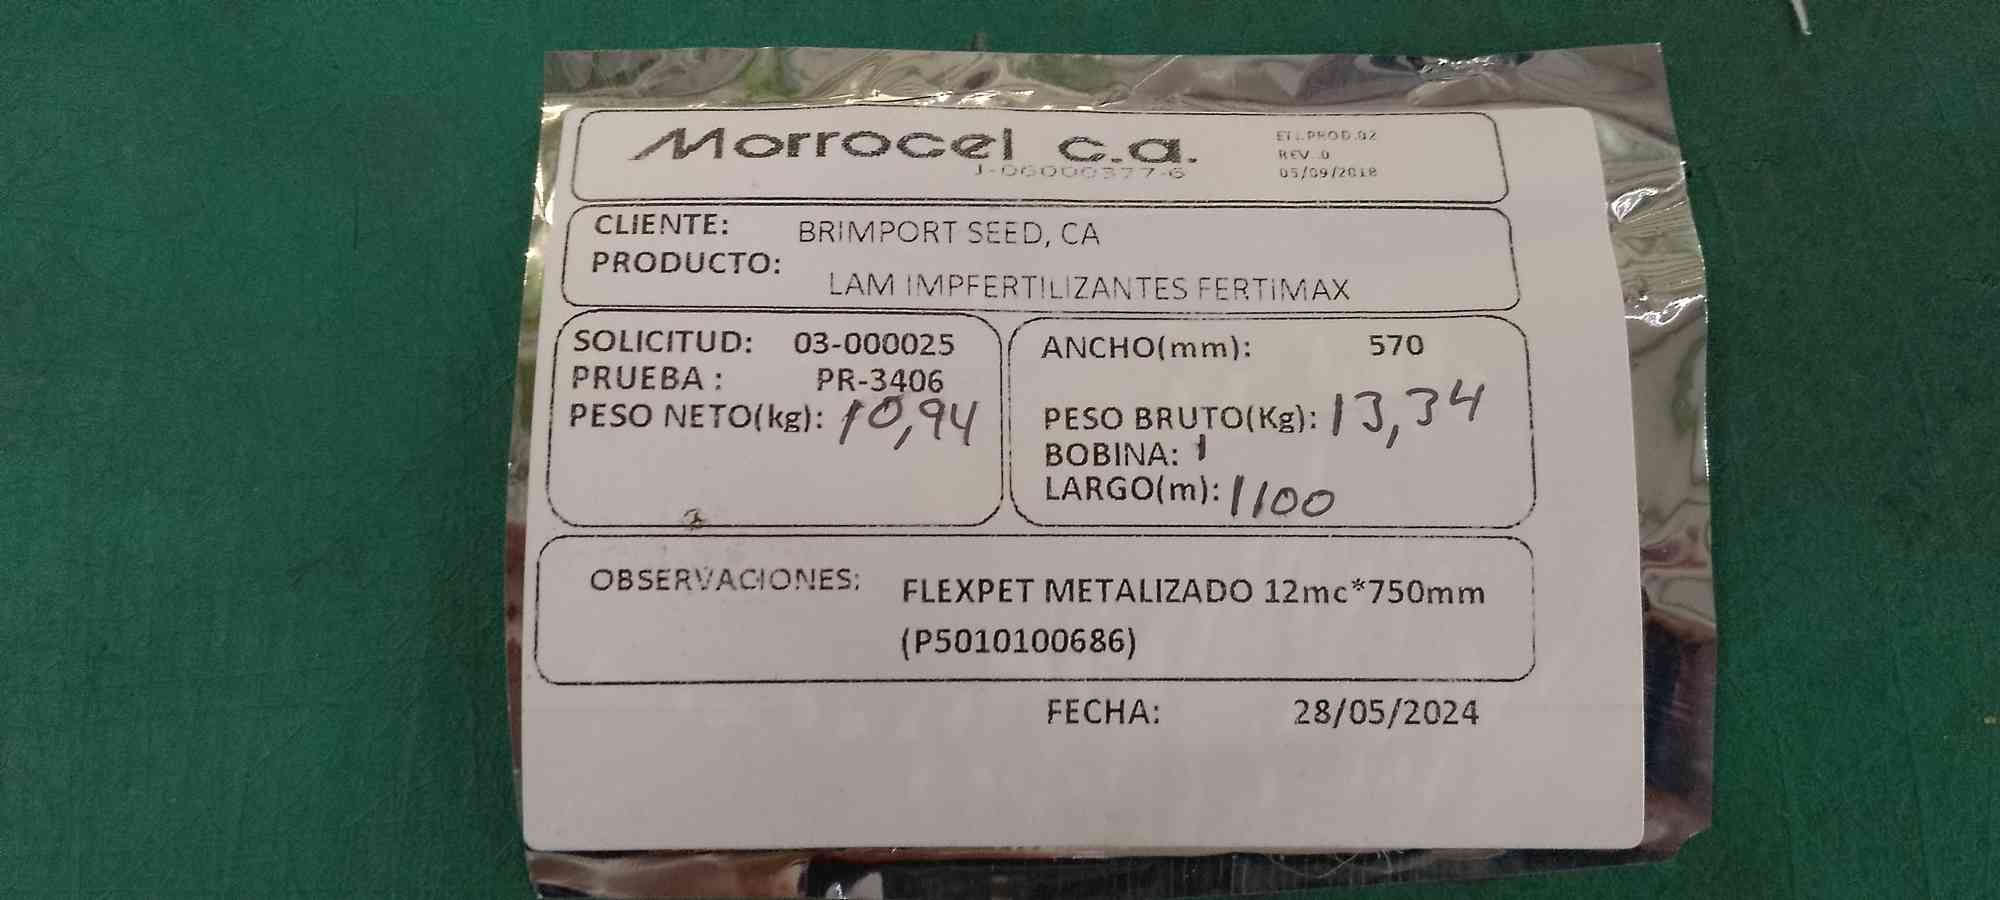 Morrocel c.a.
J-06000377-6
ET.PROD.02
REV.0
05/09/2018
CLIENTE: BRIMPORT SEED, CA
PRODUCTO:
LAM IMPFERTILIZANTES FERTIMAX
SOLICITUD: 03-000025
PRUEBA : PR-3406
PESO NETO(kg): 10,94
ANCHO(mm): 570
PESO BRUTO(Kg): 13,34
BOBINA: 1
LARGO(m): 1100
OBSERVACIONES: FLEXPET METALIZADO 12mc*750mm
(P5010100686)
FECHA: 28/05/2024